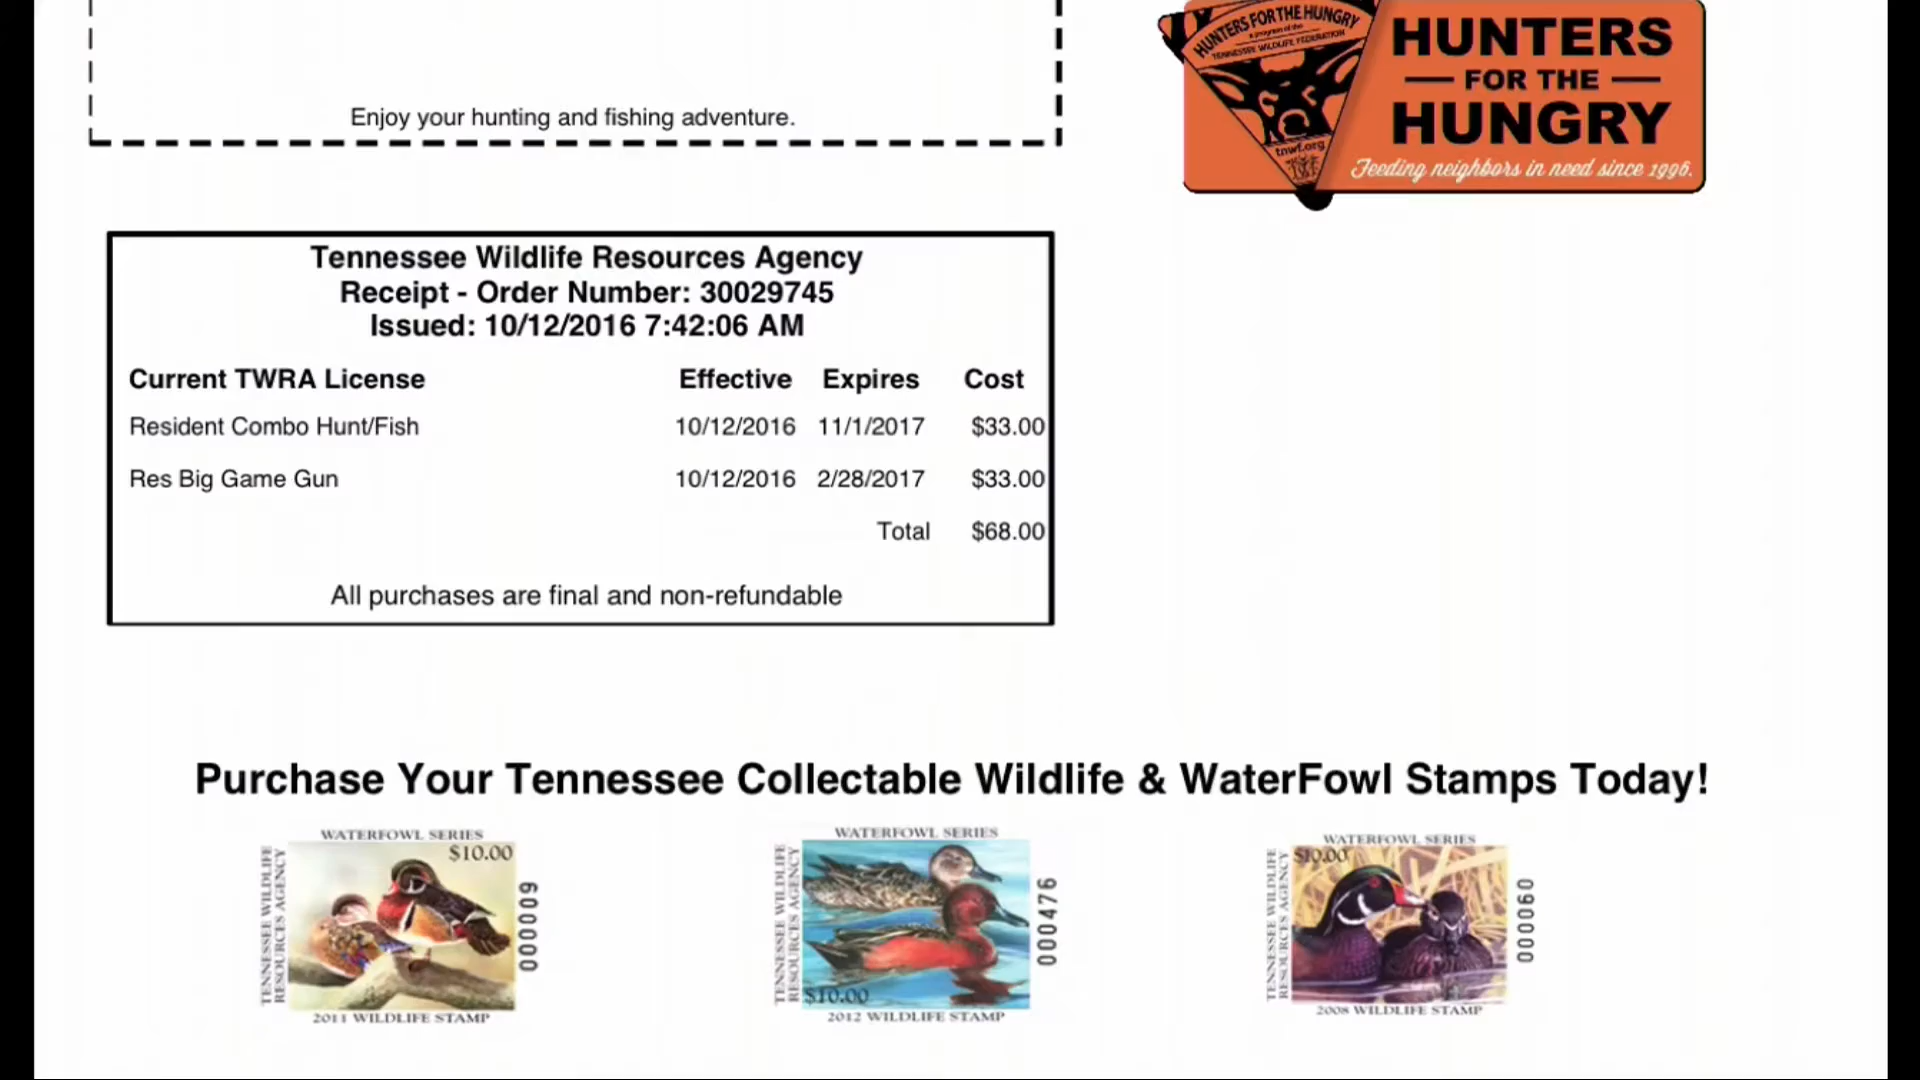 Enjoy your hunting and fishing adventure.
HUNTERS FOR THE HUNGRY
a program of the
TENNESSEE WILDLIFE FEDERATION
tnwf.org
HUNTERS
FOR THE
HUNGRY
Feeding neighbors in need since 1996.
Tennessee Wildlife Resources Agency
Receipt - Order Number: 30029745
Issued: 10/12/2016 7:42:06 AM
Current TWRA License Effective Expires Cost
Resident Combo Hunt/Fish 10/12/2016 11/1/2017 $33.00
Res Big Game Gun 10/12/2016 2/28/2017 $33.00
Total $68.00
All purchases are final and non-refundable
Purchase Your Tennessee Collectable Wildlife & WaterFowl Stamps Today!
WATERFOWL SERIES
$10.00
TENNESSEE WILDLIFE
RESOURCES AGENCY
000009
2011 WILDLIFE STAMP
WATERFOWL SERIES
TENNESSEE WILDLIFE
RESOURCES AGENCY
$10.00
000476
2012 WILDLIFE STAMP
WATERFOWL SERIES
$10.00
TENNESSEE WILDLIFE
RESOURCES AGENCY
000060
2008 WILDLIFE STAMP